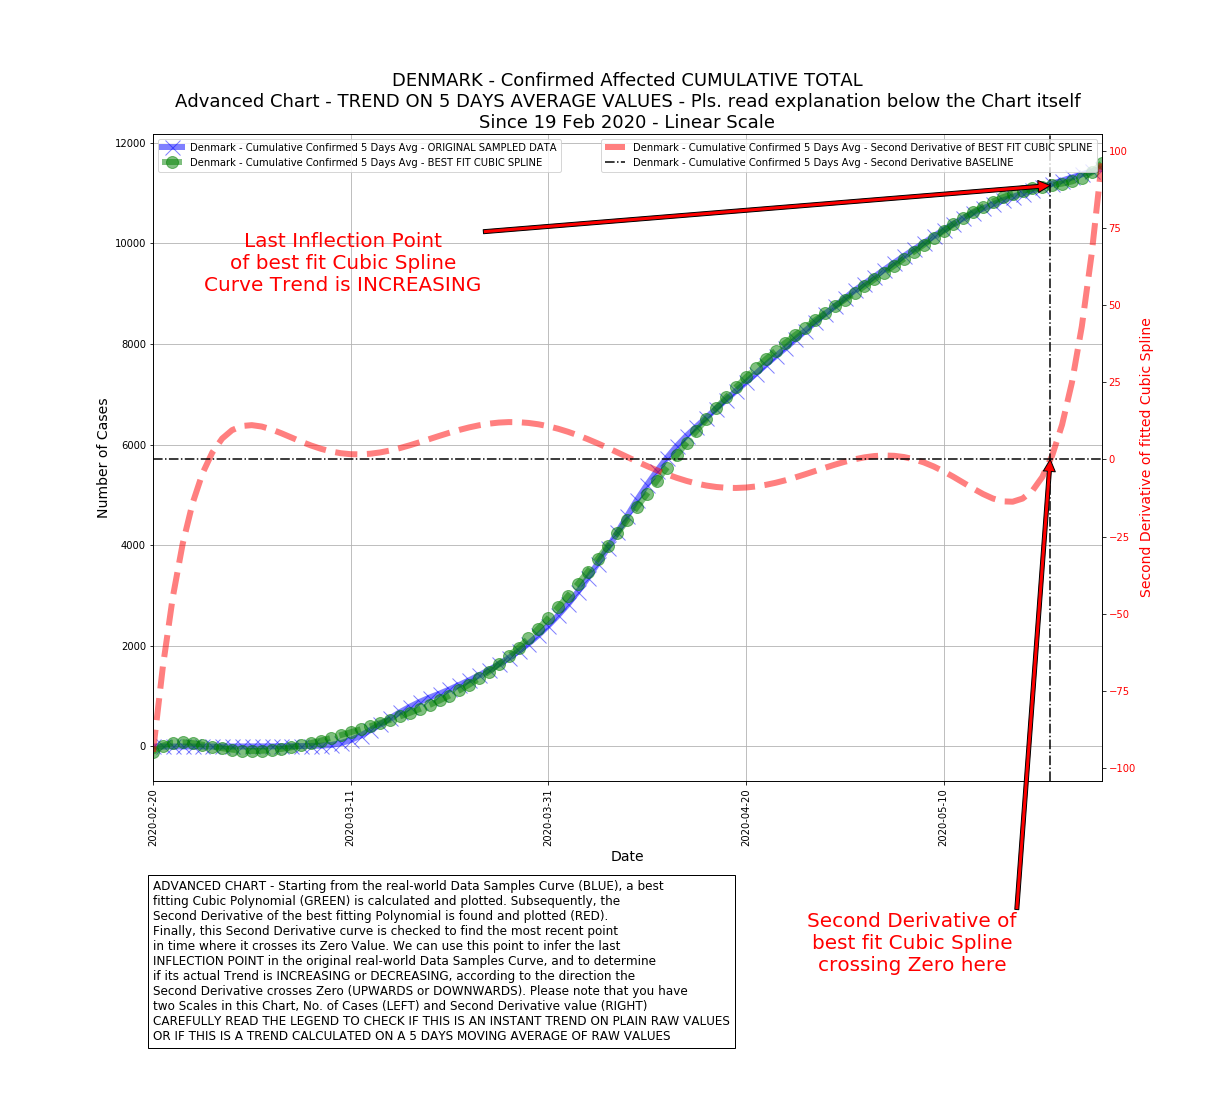 DENMARK - Confirmed Affected CUMULATIVE TOTAL
Advanced Chart - TREND ON 5 DAYS AVERAGE VALUES - Pls. read explanation below the Chart itself
Since 19 Feb 2020 - Linear Scale
Denmark - Cumulative Confirmed 5 Days Avg - ORIGINAL SAMPLED DATA
Denmark - Cumulative Confirmed 5 Days Avg - BEST FIT CUBIC SPLINE
Denmark - Cumulative Confirmed 5 Days Avg - Second Derivative of BEST FIT CUBIC SPLINE
Denmark - Cumulative Confirmed 5 Days Avg - Second Derivative BASELINE
Last Inflection Point
of best fit Cubic Spline
Curve Trend is INCREASING
12000
10000
8000
6000
4000
2000
0
Number of Cases
100
75
50
25
0
−25
−50
−75
−100
Second Derivative of fitted Cubic Spline
2020-02-20
2020-03-11
2020-03-31
2020-04-20
2020-05-10
Date
ADVANCED CHART - Starting from the real-world Data Samples Curve (BLUE), a best
fitting Cubic Polynomial (GREEN) is calculated and plotted. Subsequently, the
Second Derivative of the best fitting Polynomial is found and plotted (RED).
Finally, this Second Derivative curve is checked to find the most recent point
in time where it crosses its Zero Value. We can use this point to infer the last
INFLECTION POINT in the original real-world Data Samples Curve, and to determine
if its actual Trend is INCREASING or DECREASING, according to the direction the
Second Derivative crosses Zero (UPWARDS or DOWNWARDS). Please note that you have
two Scales in this Chart, No. of Cases (LEFT) and Second Derivative value (RIGHT)
CAREFULLY READ THE LEGEND TO CHECK IF THIS IS AN INSTANT TREND ON PLAIN RAW VALUES
OR IF THIS IS A TREND CALCULATED ON A 5 DAYS MOVING AVERAGE OF RAW VALUES
Second Derivative of
best fit Cubic Spline
crossing Zero here